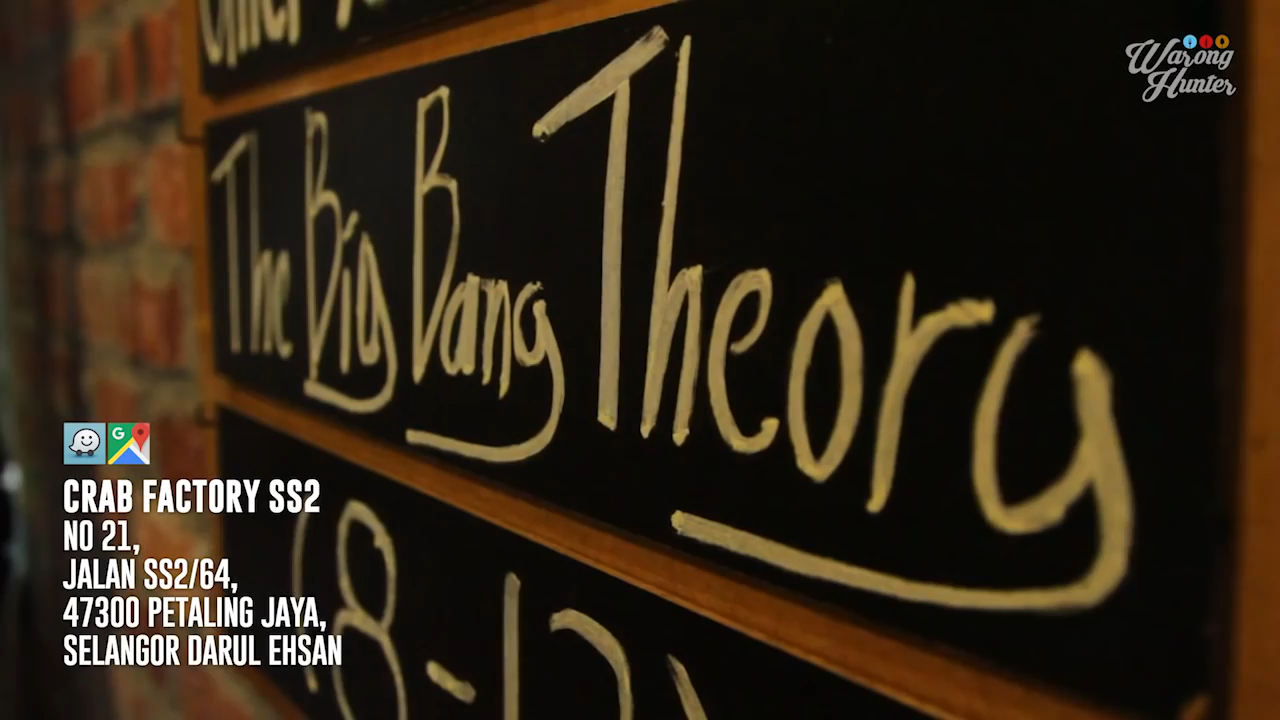 Warong
Hunter
The Big Bang Theory
CRAB FACTORY SS2
NO 21,
JALAN SS2/64,
47300 PETALING JAYA,
SELANGOR DARUL EHSAN